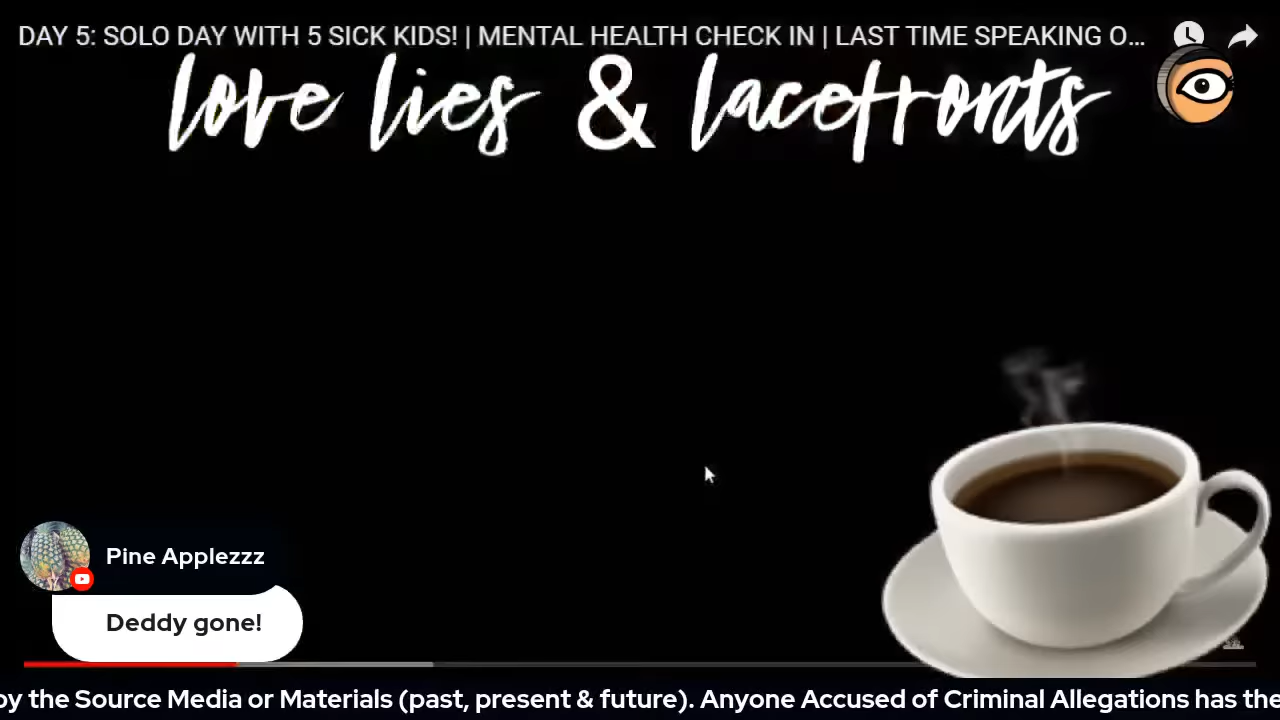 DAY 5: SOLO DAY WITH 5 SICK KIDS! | MENTAL HEALTH CHECK IN | LAST TIME SPEAKING O...
love lies & lacefronts
Pine Applezzz
Deddy gone!
by the Source Media or Materials (past, present & future). Anyone Accused of Criminal Allegations has the